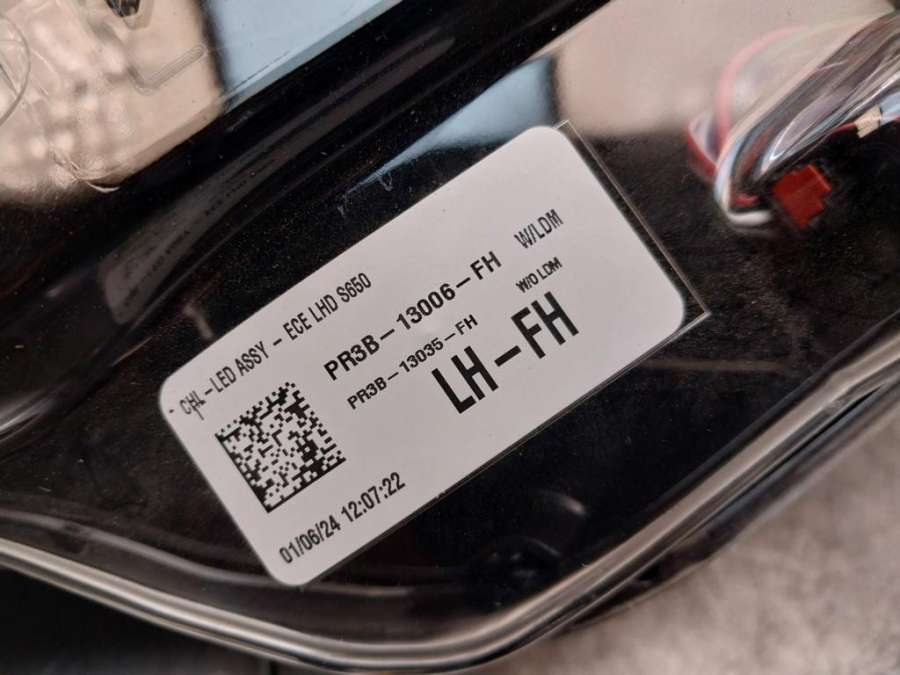 CHL-LED ASSY - ECE LHD S650
PR3B-13006-FH W/LDM
PR3B-13035-FH W/O LDM
LH-FH
01/06/24 12:07:22